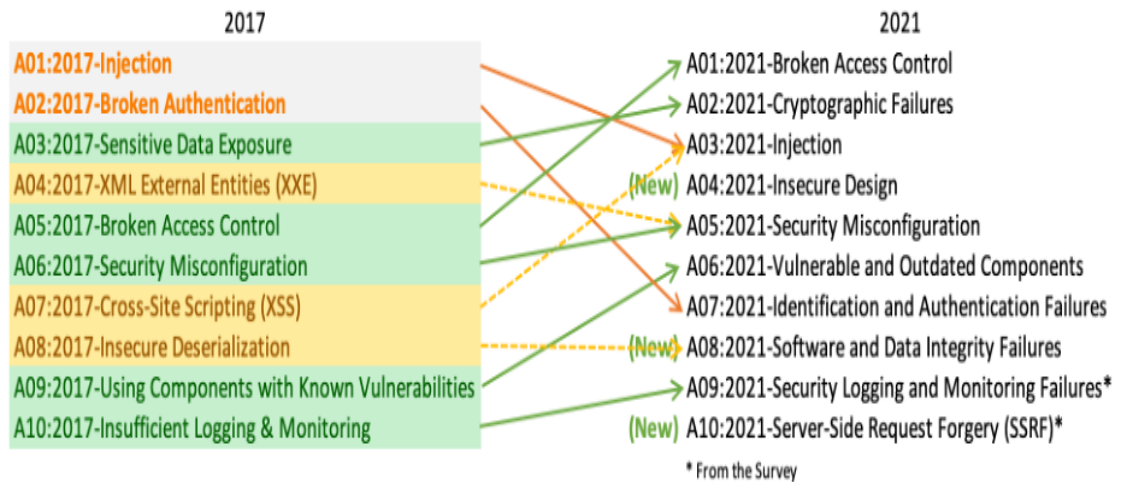 2017
A01:2017-Injection
A02:2017-Broken Authentication
A03:2017-Sensitive Data Exposure
A04:2017-XML External Entities (XXE)
A05:2017-Broken Access Control
A06:2017-Security Misconfiguration
A07:2017-Cross-Site Scripting (XSS)
A08:2017-Insecure Deserialization
A09:2017-Using Components with Known Vulnerabilities
A10:2017-Insufficient Logging & Monitoring
2021
A01:2021-Broken Access Control
A02:2021-Cryptographic Failures
A03:2021-Injection
(New) A04:2021-Insecure Design
A05:2021-Security Misconfiguration
A06:2021-Vulnerable and Outdated Components
A07:2021-Identification and Authentication Failures
(New) A08:2021-Software and Data Integrity Failures
A09:2021-Security Logging and Monitoring Failures*
(New) A10:2021-Server-Side Request Forgery (SSRF)*
* From the Survey